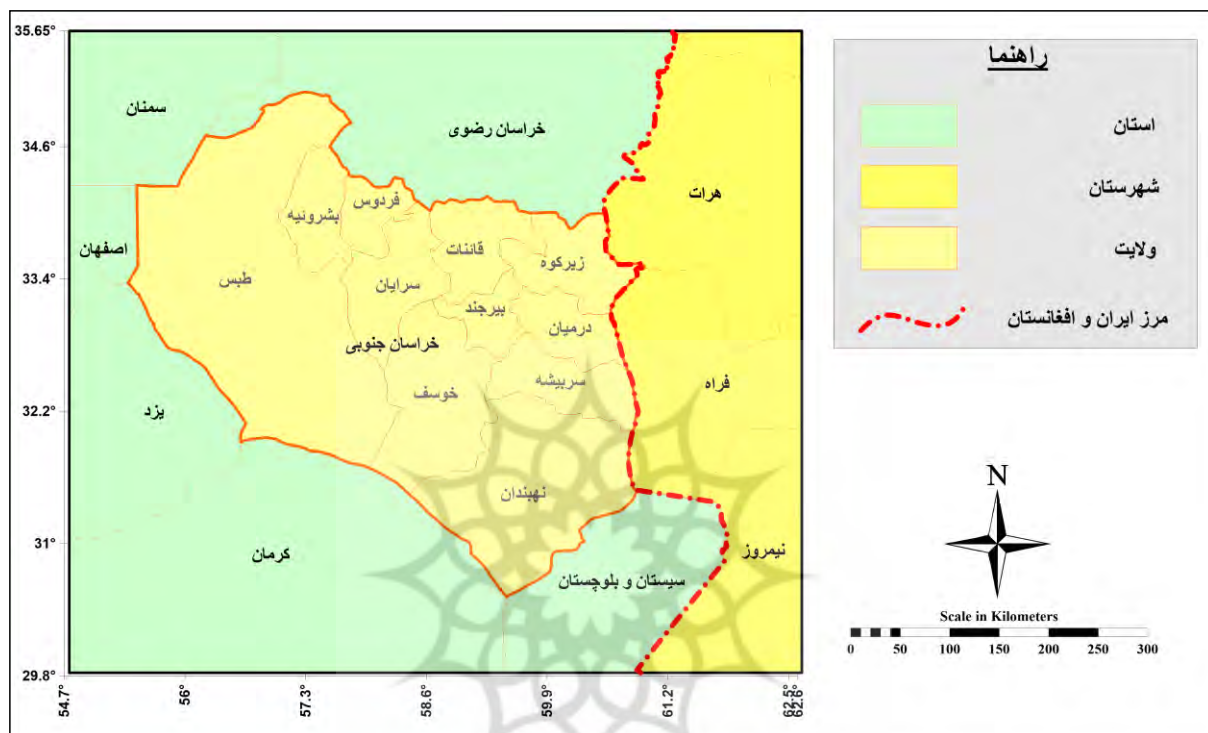 35.65°
34.6°
33.4°
32.2°
31°
29.8°
54.7°
56°
57.3°
58.6°
59.9°
61.2°
62.5°
سمنان
خراسان رضوی
هرات
اصفهان
بشروئیه
فردوس
قائنات
زیرکوه
طبس
سرایان
بیرجند
درمیان
خراسان جنوبی
سربیشه
خوسف
فراه
یزد
نهبندان
کرمان
سیستان و بلوچستان
نیمروز
راهنما
استان
شهرستان
ولایت
مرز ایران و افغانستان
N
Scale in Kilometers
0 25 50 100 150 200 250 300